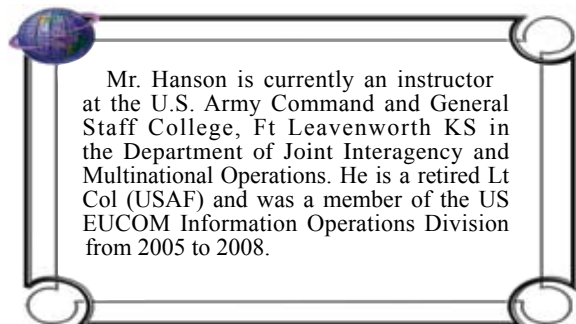 Mr. Hanson is currently an instructor
at the U.S. Army Command and General
Staff College, Ft Leavenworth KS in
the Department of Joint Interagency and
Multinational Operations. He is a retired Lt
Col (USAF) and was a member of the US
EUCOM Information Operations Division
from 2005 to 2008.